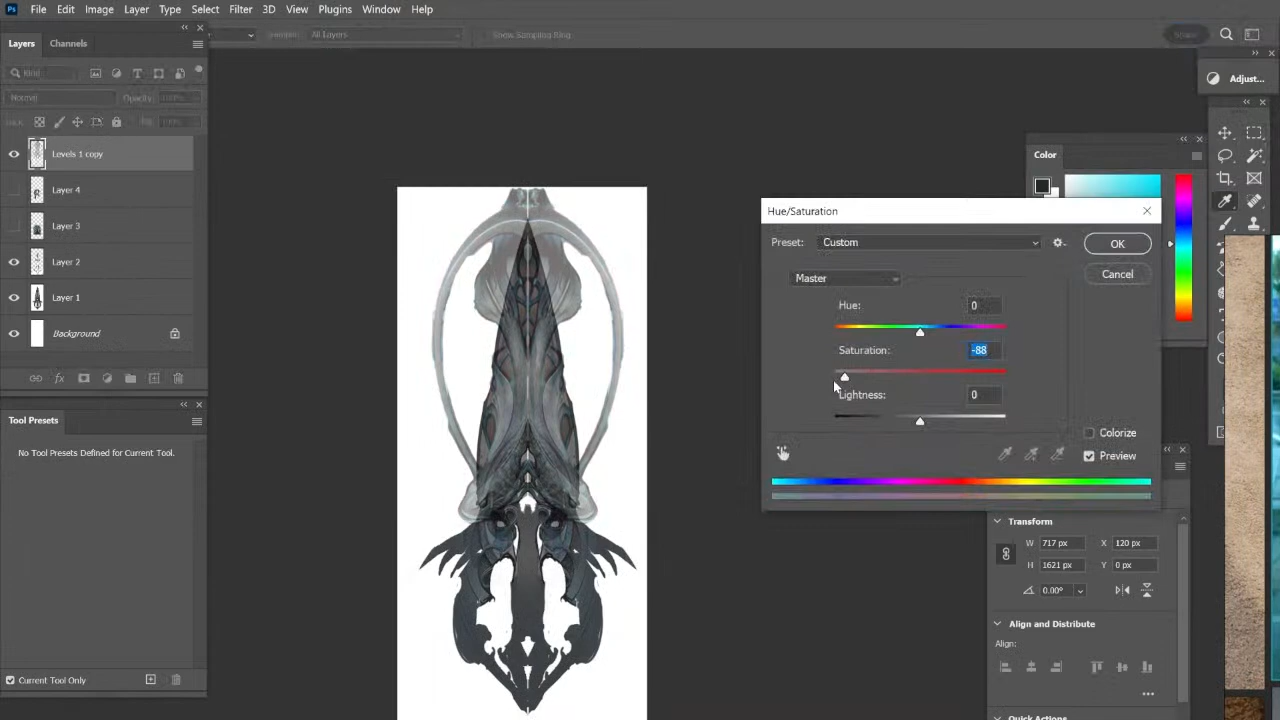 Ps File Edit Image Layer Type Select Filter 3D View Plugins Window Help
All Layers Show Sampling Ring Share
Layers Channels
Kind
Normal Opacity: 100%
Levels 1 copy
Layer 4
Layer 3
Layer 2
Layer 1
Background
Tool Presets
No Tool Presets Defined for Current Tool.
Current Tool Only
Adjust...
Color
Hue/Saturation
Preset: Custom OK
Cancel
Master
Hue: 0
Saturation: -88
Lightness: 0
Colorize
Preview
Transform
W 717 px X 120 px
H 1621 px Y 0 px
0.00°
Align and Distribute
Align:
Quick Actions